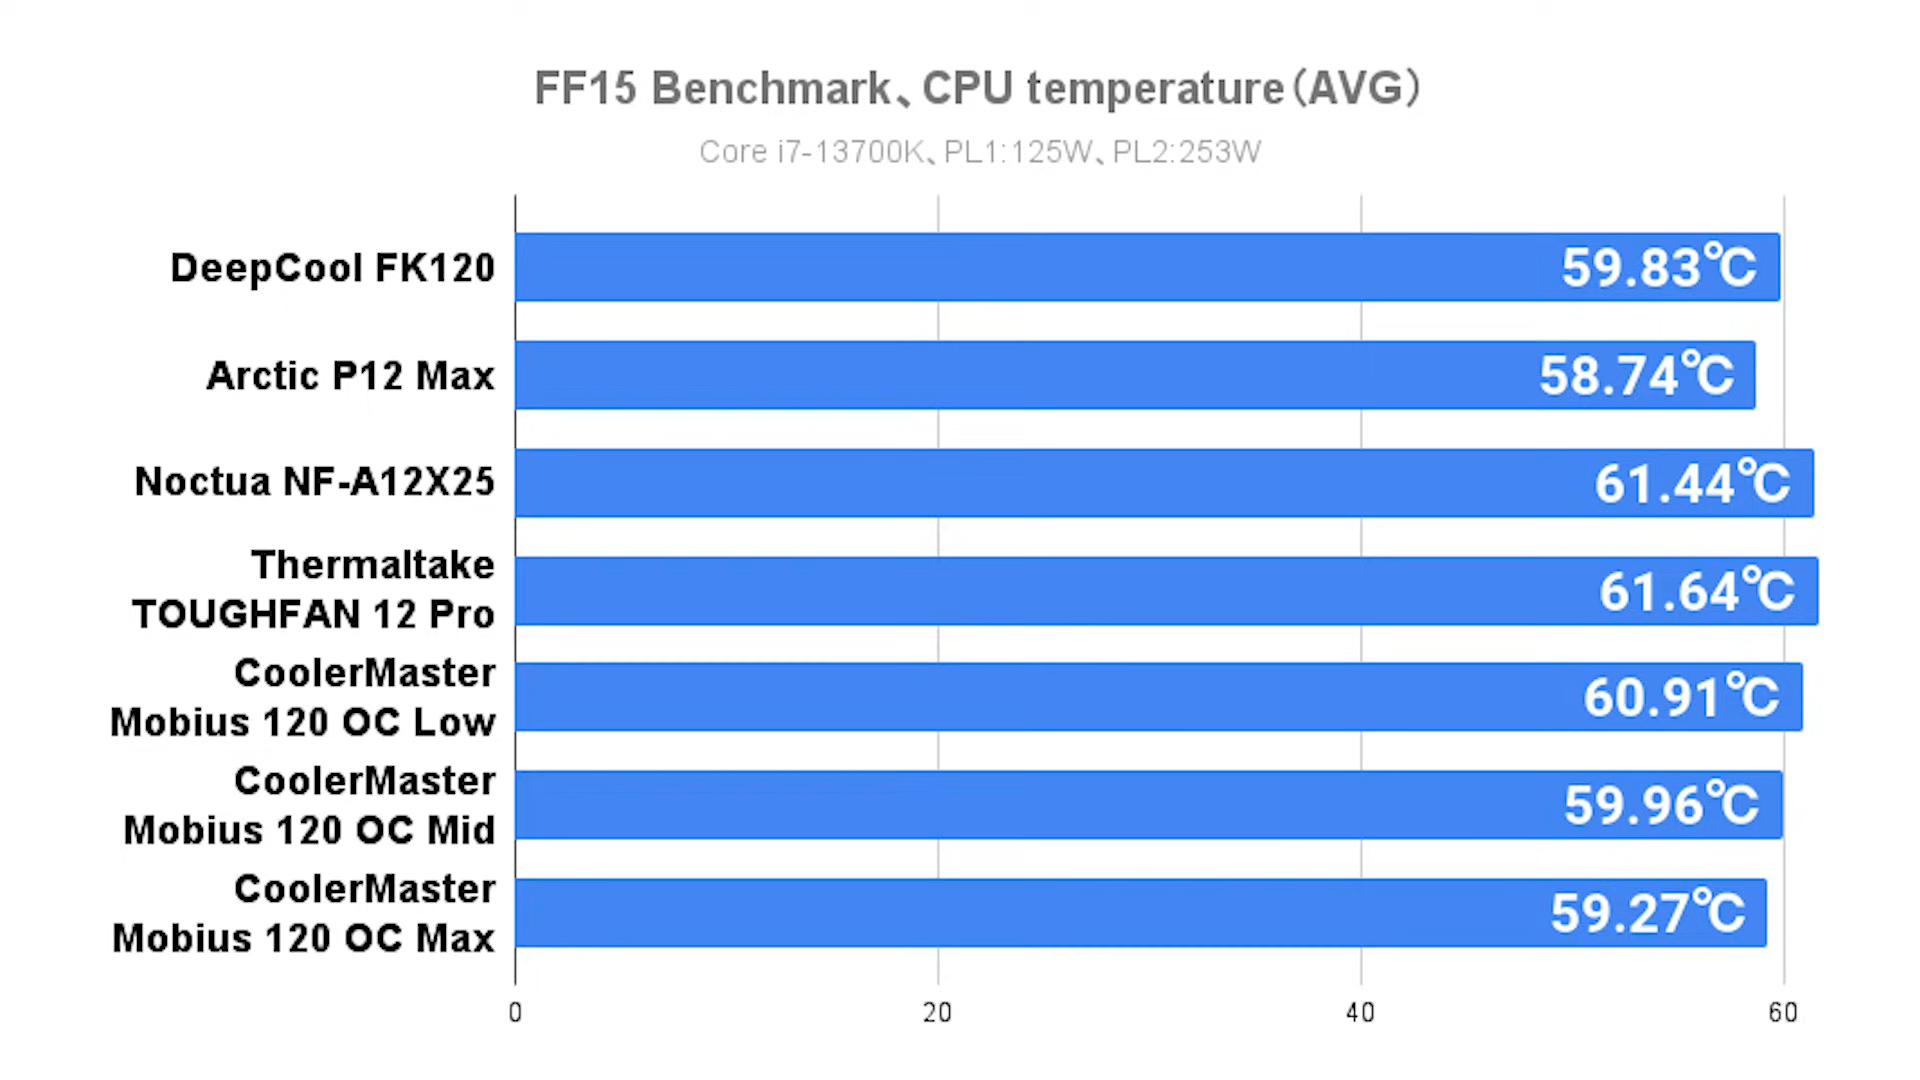 FF15 Benchmark、CPU temperature（AVG）
Core i7-13700K、PL1:125W、PL2:253W
DeepCool FK120
59.83℃
Arctic P12 Max
58.74℃
Noctua NF-A12X25
61.44℃
Thermaltake
TOUGHFAN 12 Pro
61.64℃
CoolerMaster
Mobius 120 OC Low
60.91℃
CoolerMaster
Mobius 120 OC Mid
59.96℃
CoolerMaster
Mobius 120 OC Max
59.27℃
0 20 40 60